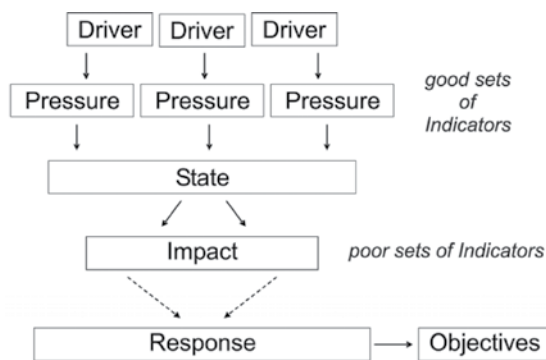 Driver Driver Driver
Pressure Pressure Pressure
good sets
of
Indicators
State
Impact
poor sets of Indicators
Response
Objectives